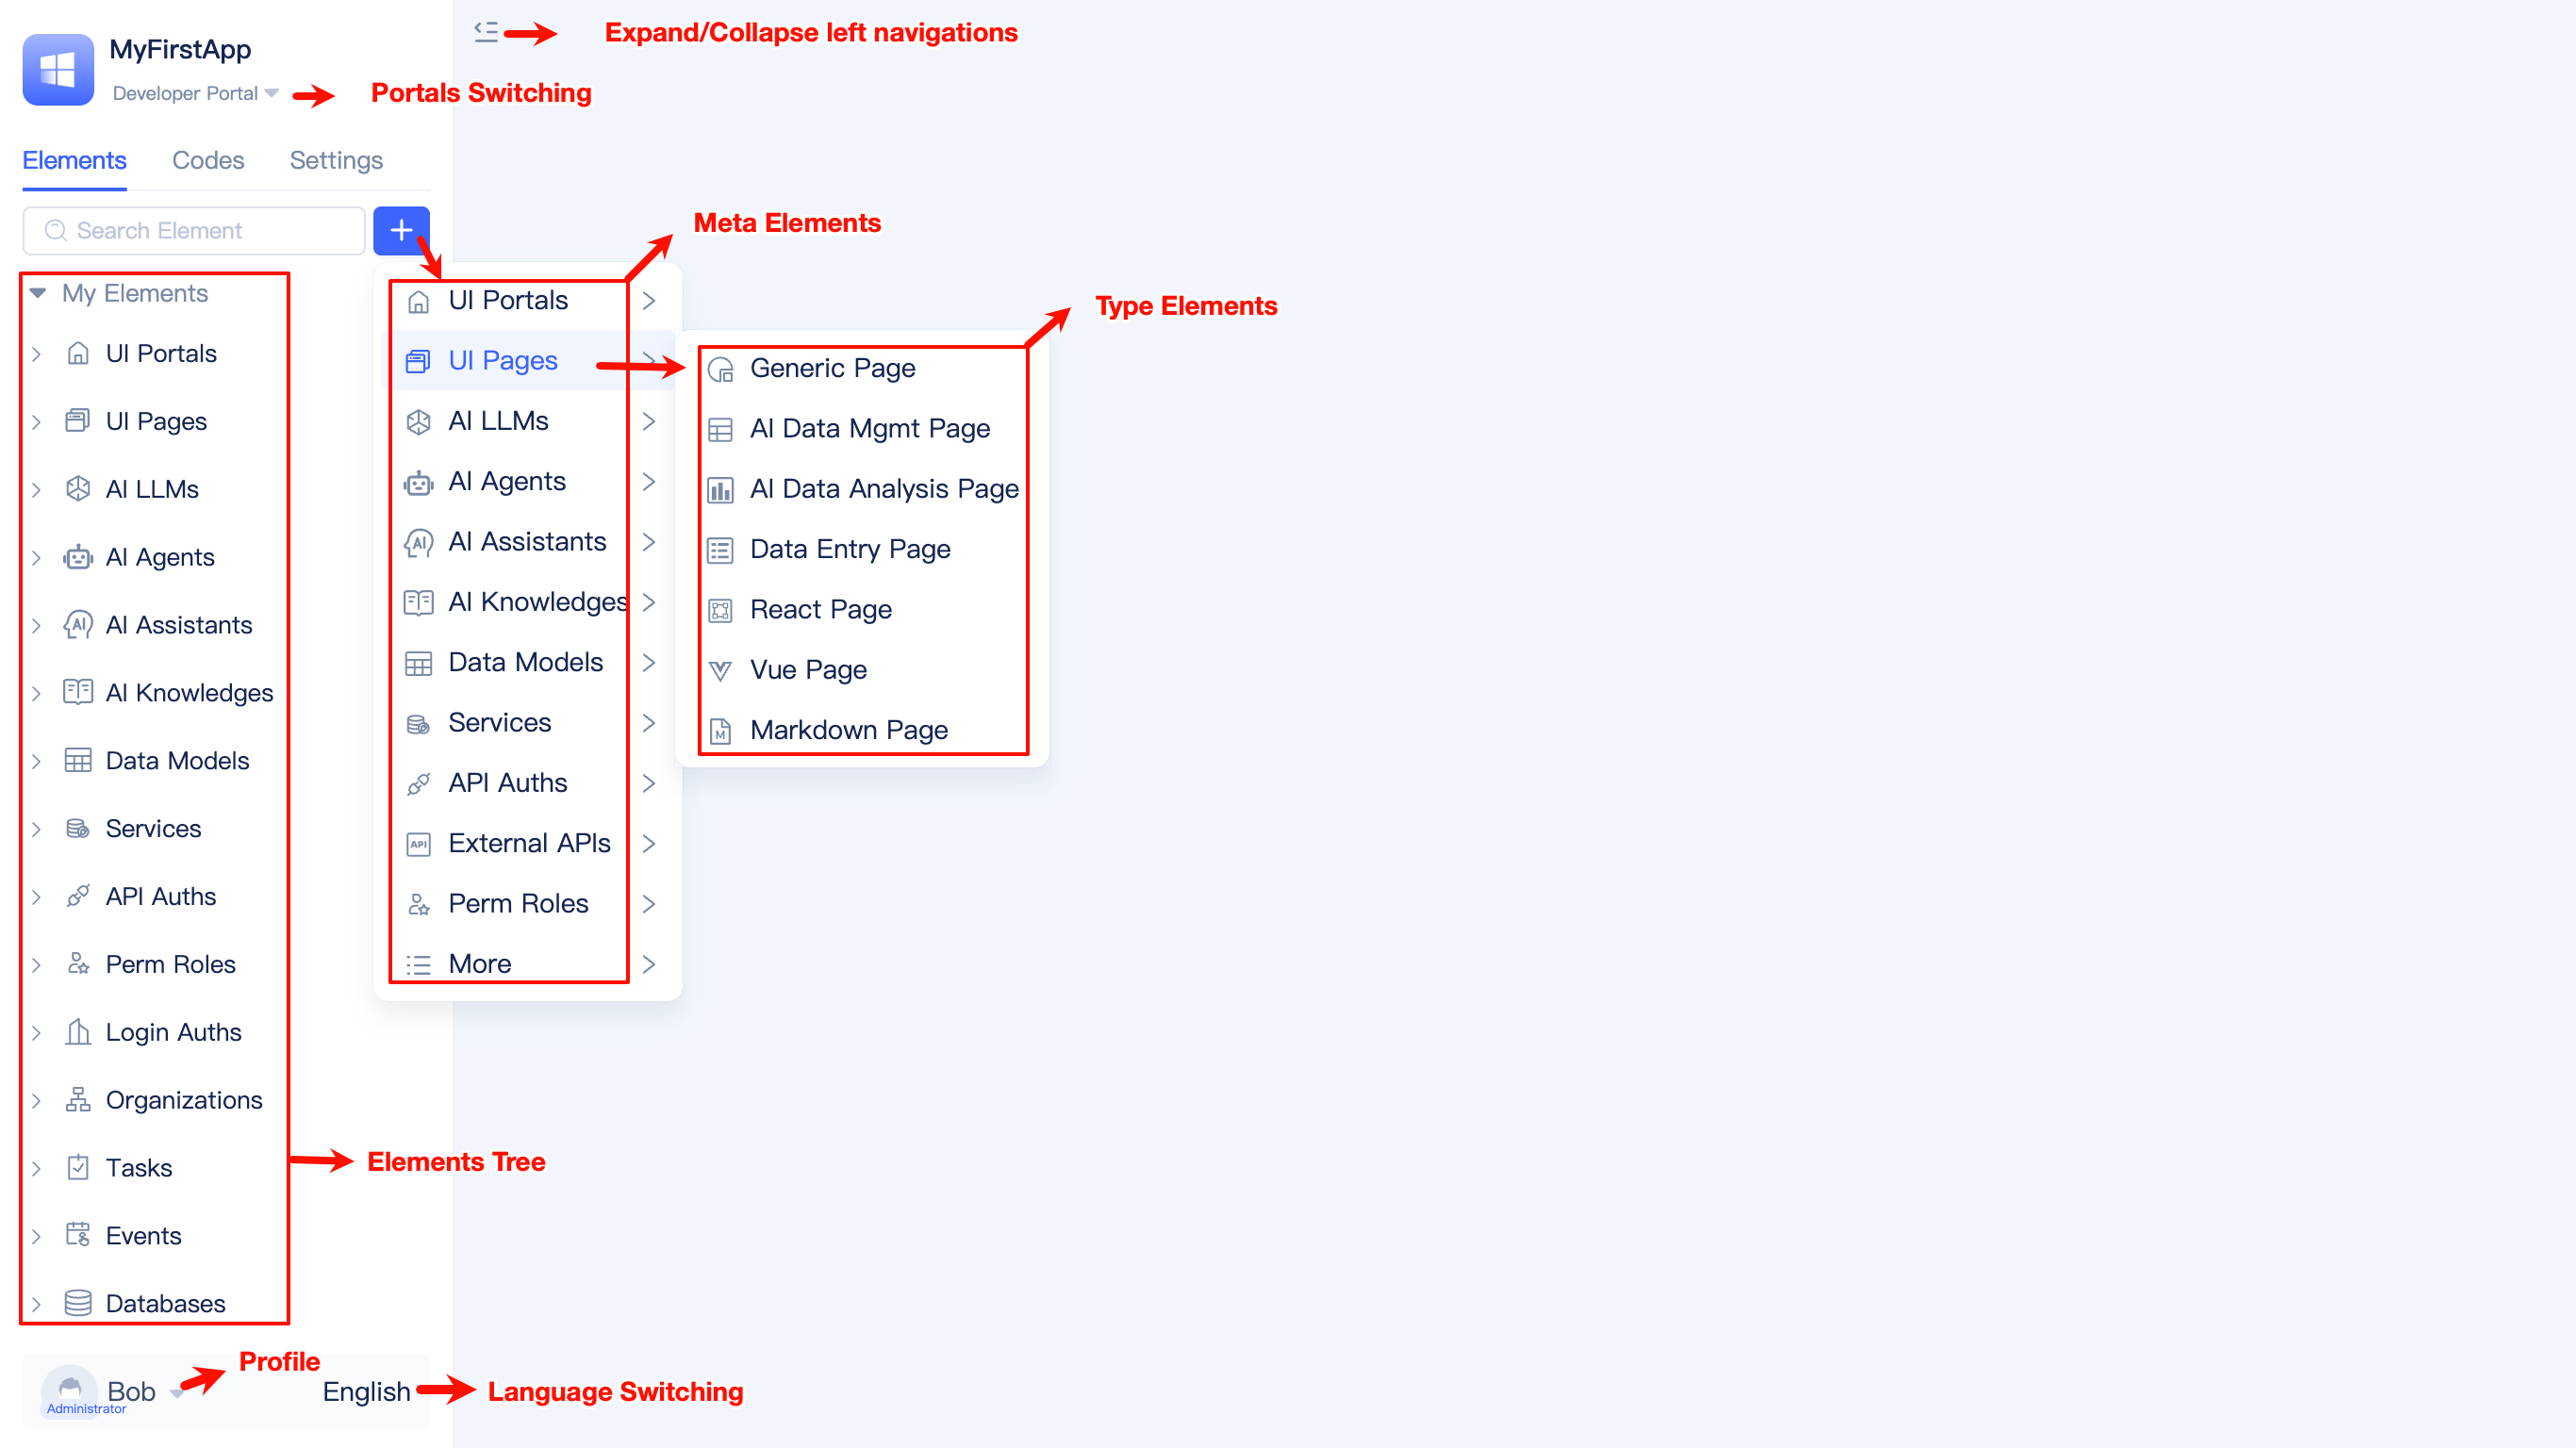 MyFirstApp
Developer Portal
Portals Switching
Expand/Collapse left navigations
Elements
Codes
Settings
Search Element
My Elements
UI Portals
UI Pages
AI LLMs
AI Agents
AI Assistants
AI Knowledges
Data Models
Services
API Auths
Perm Roles
Login Auths
Organizations
Tasks
Events
Databases
Elements Tree
Meta Elements
UI Portals
UI Pages
AI LLMs
AI Agents
AI Assistants
AI Knowledges
Data Models
Services
API Auths
External APIs
Perm Roles
More
Type Elements
Generic Page
AI Data Mgmt Page
AI Data Analysis Page
Data Entry Page
React Page
Vue Page
Markdown Page
Profile
Bob
Administrator
English
Language Switching